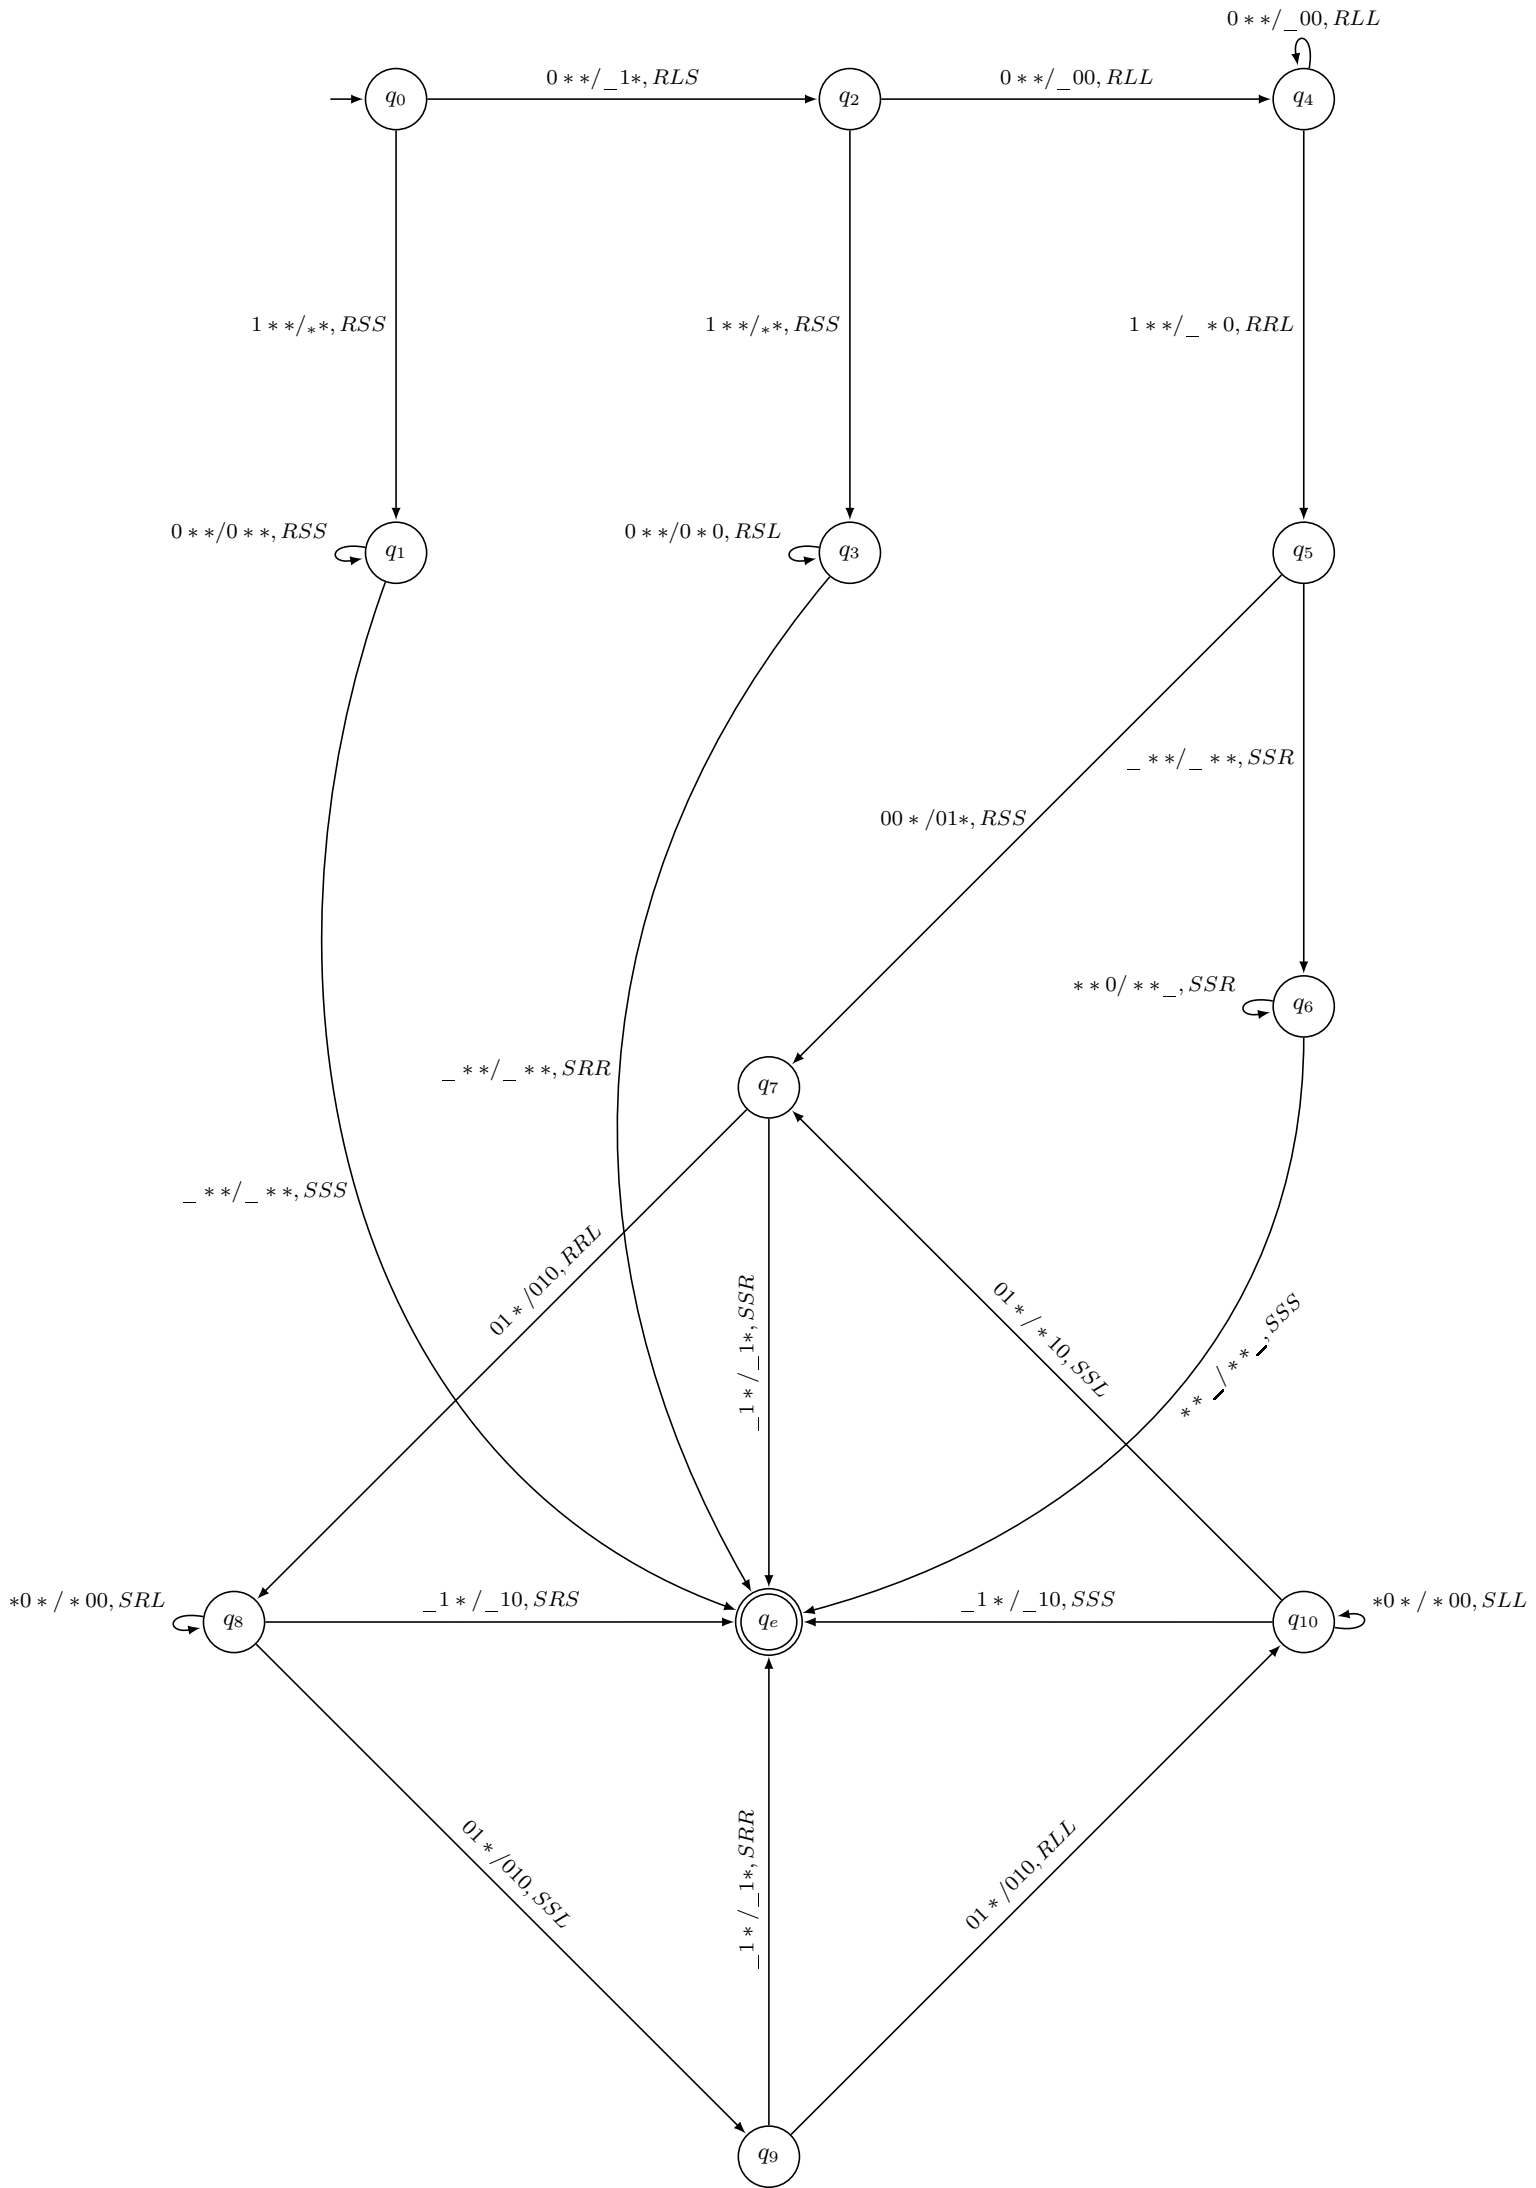 0 * */_00, RLL
0 * */_1*, RLS
0 * */_00, RLL
q0
q2
q4
1 * */**, RSS
1 * */**, RSS
1 * */_ * 0, RRL
0 * */0 * *, RSS
0 * */0 * 0, RSL
q1
q3
q5
_ * */_ * *, SSR
00 * /01*, RSS
* * 0/ * *_, SSR
q6
_ * */_ * *, SRR
q7
_ * */_ * *, SSS
01 * /010, RRL
_1 * /_1*, SSR
01 * / * 10, SSL
* * _/ * * _, SSS
*0 * / * 00, SRL
_1 * /_10, SRS
_1 * /_10, SSS
*0 * / * 00, SLL
q8
qe
q10
01 * /010, SSL
_1 * /_1*, SRR
01 * /010, RLL
q9